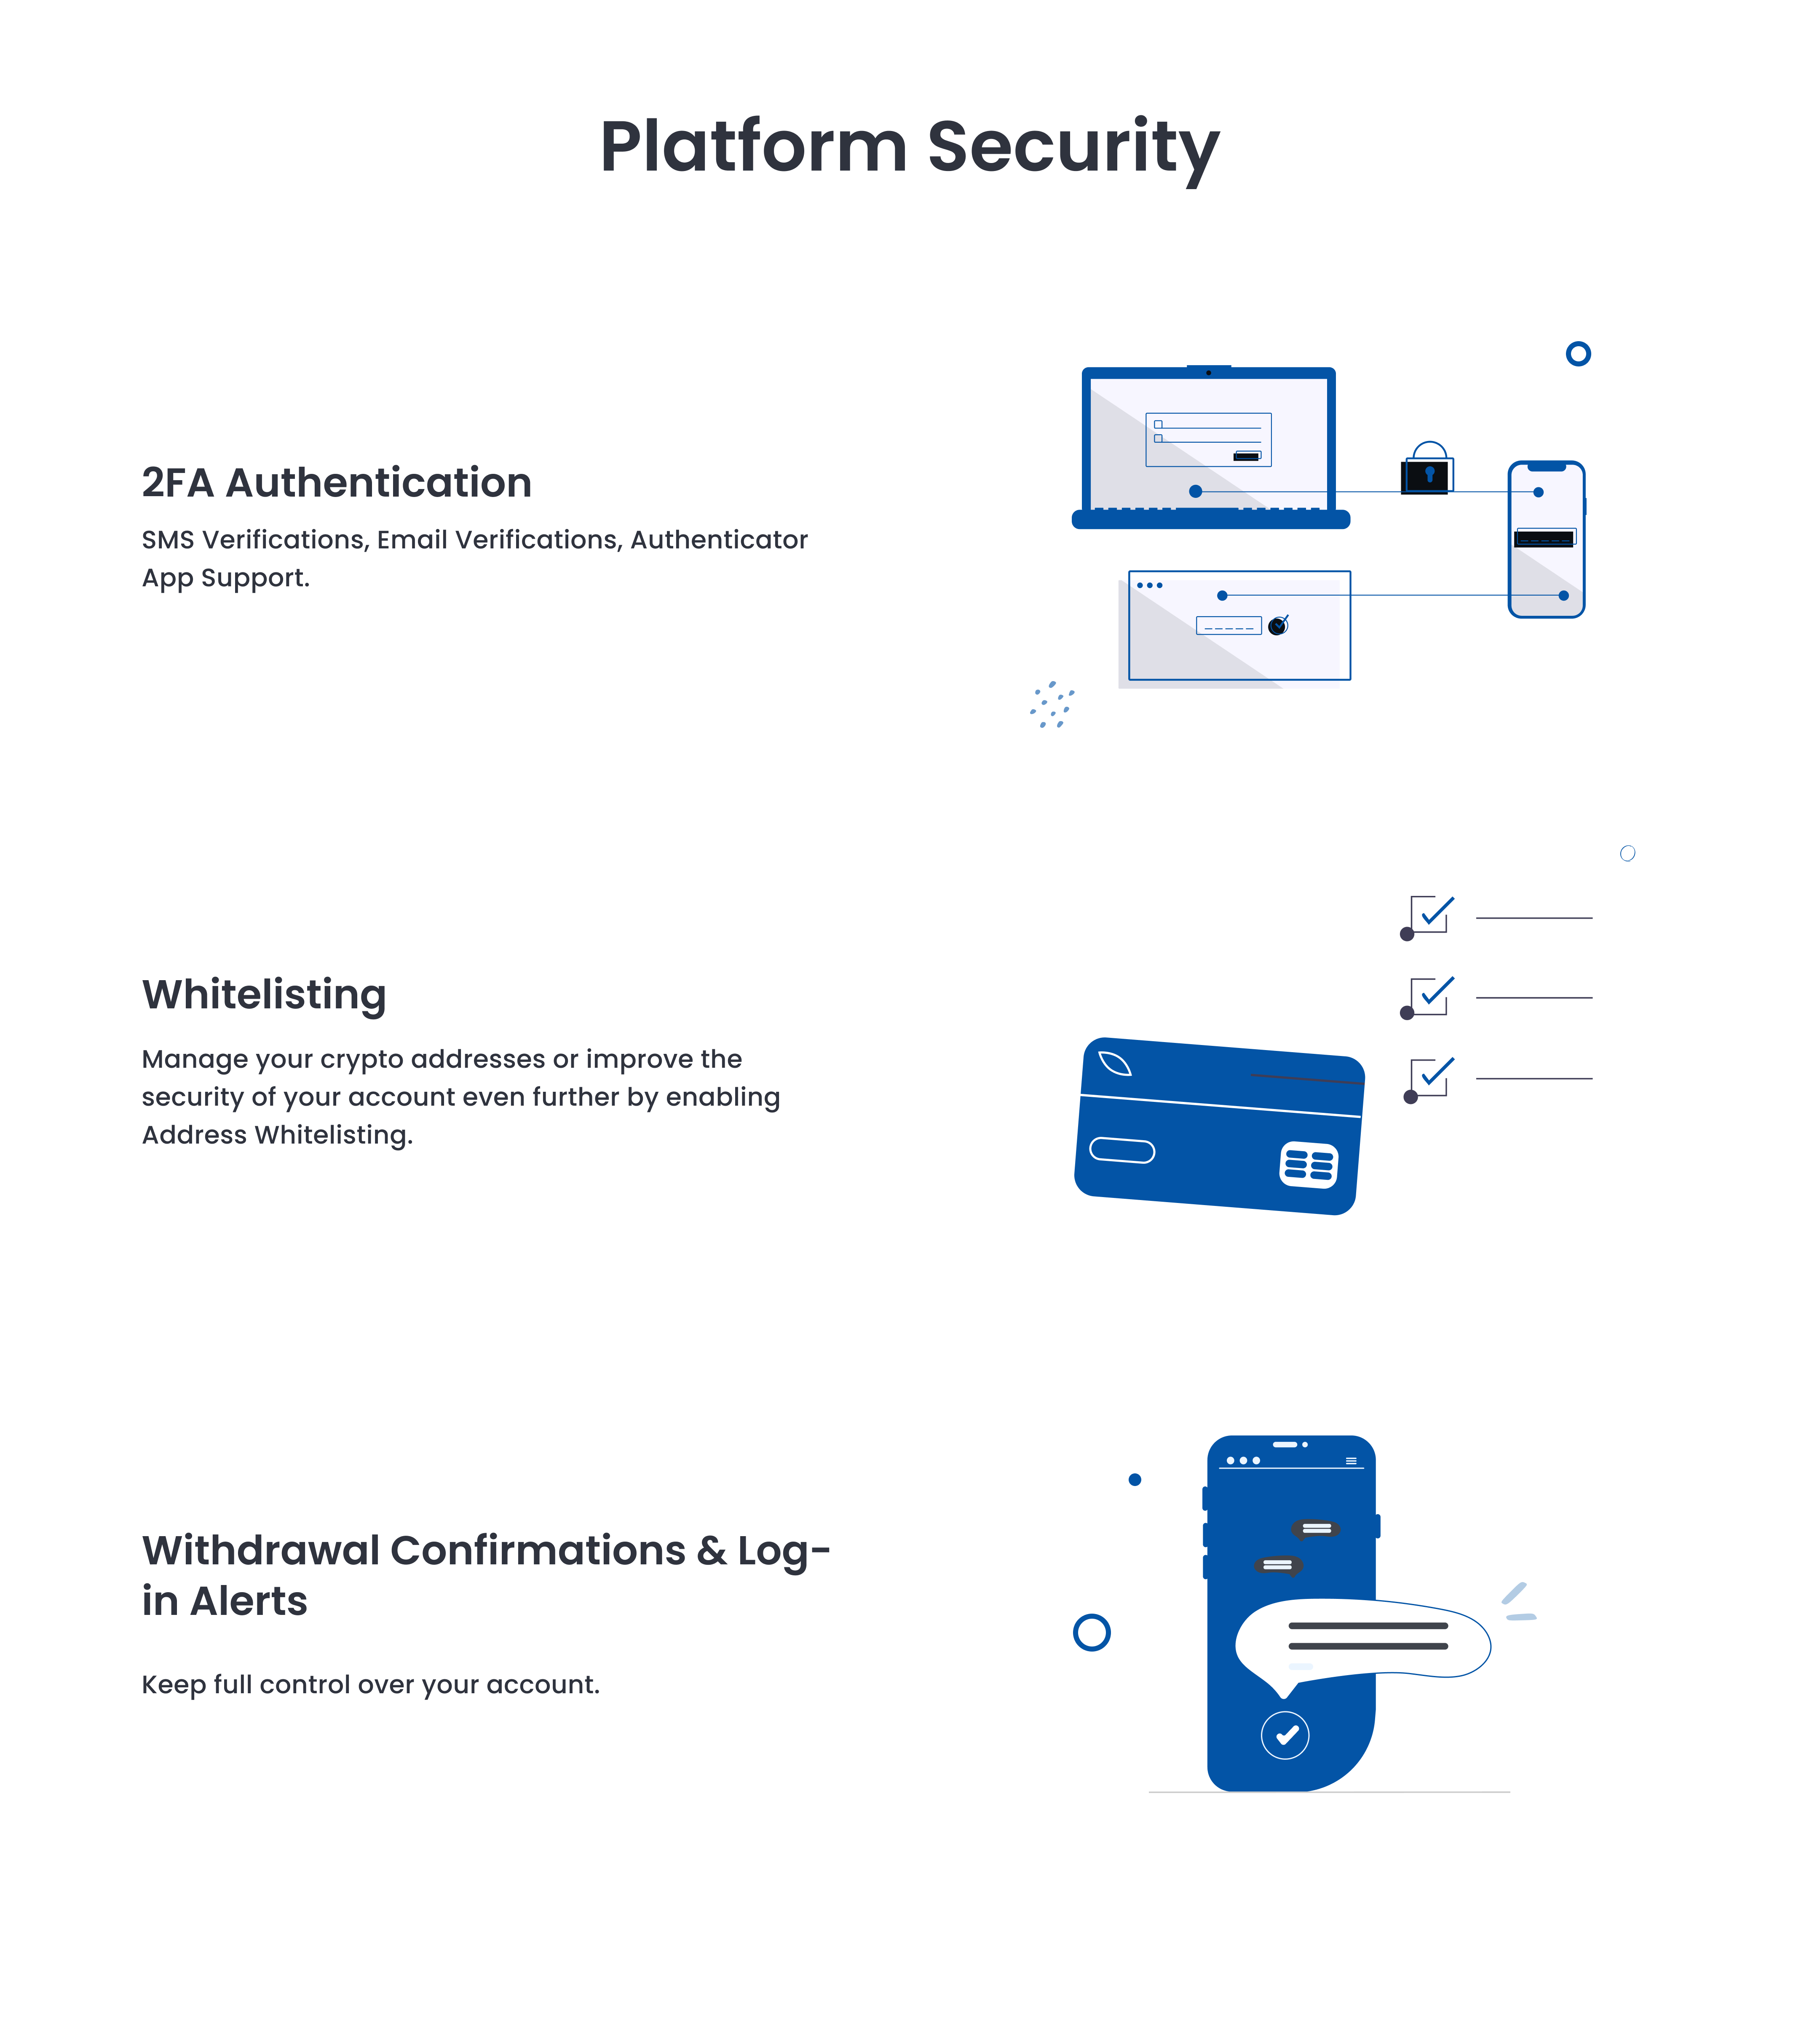 Platform Security
2FA Authentication
SMS Verifications, Email Verifications, Authenticator
App Support.
Whitelisting
Manage your crypto addresses or improve the
security of your account even further by enabling
Address Whitelisting.
Withdrawal Confirmations & Log-
in Alerts
Keep full control over your account.